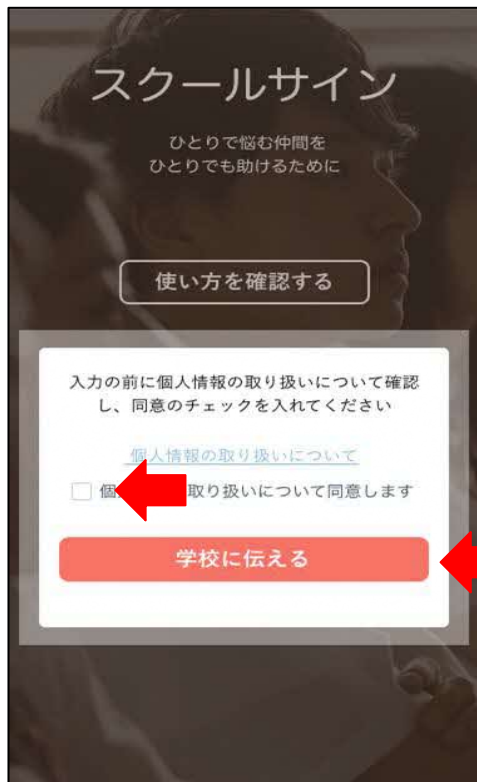 スクールサイン
ひとりで悩む仲間を
ひとりでも助けるために
使い方を確認する
入力の前に個人情報の取り扱いについて確認
し、同意のチェックを入れてください
個人情報の取り扱いについて
個 取り扱いについて同意します
学校に伝える